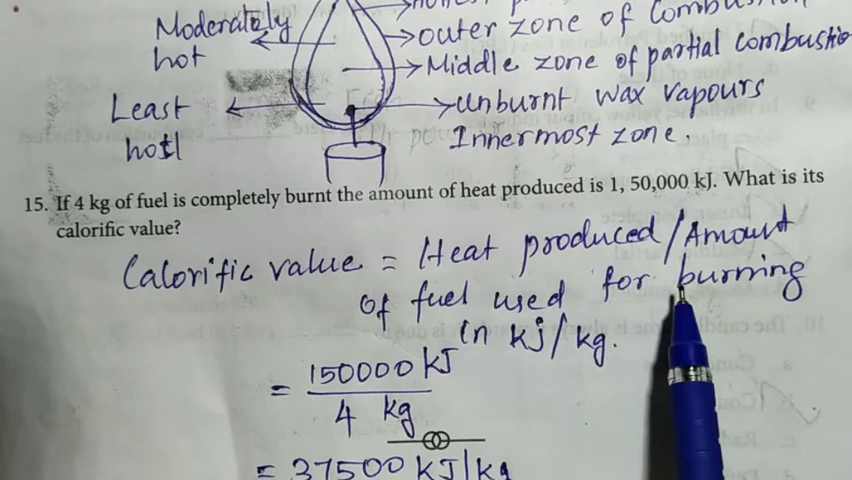 Moderately
hot
outer zone of Combustion
Middle zone of partial combustio
Least
hot
Unburnt wax vapours
Innermost zone.
15. If 4 kg of fuel is completely burnt the amount of heat produced is 1, 50,000 kJ. What is its
calorific value?
Calorific value = Heat produced / Amount
of fuel used for burning
in kj/kg.
= 150000 kJ
4 kg
= 37500 kJ/kg